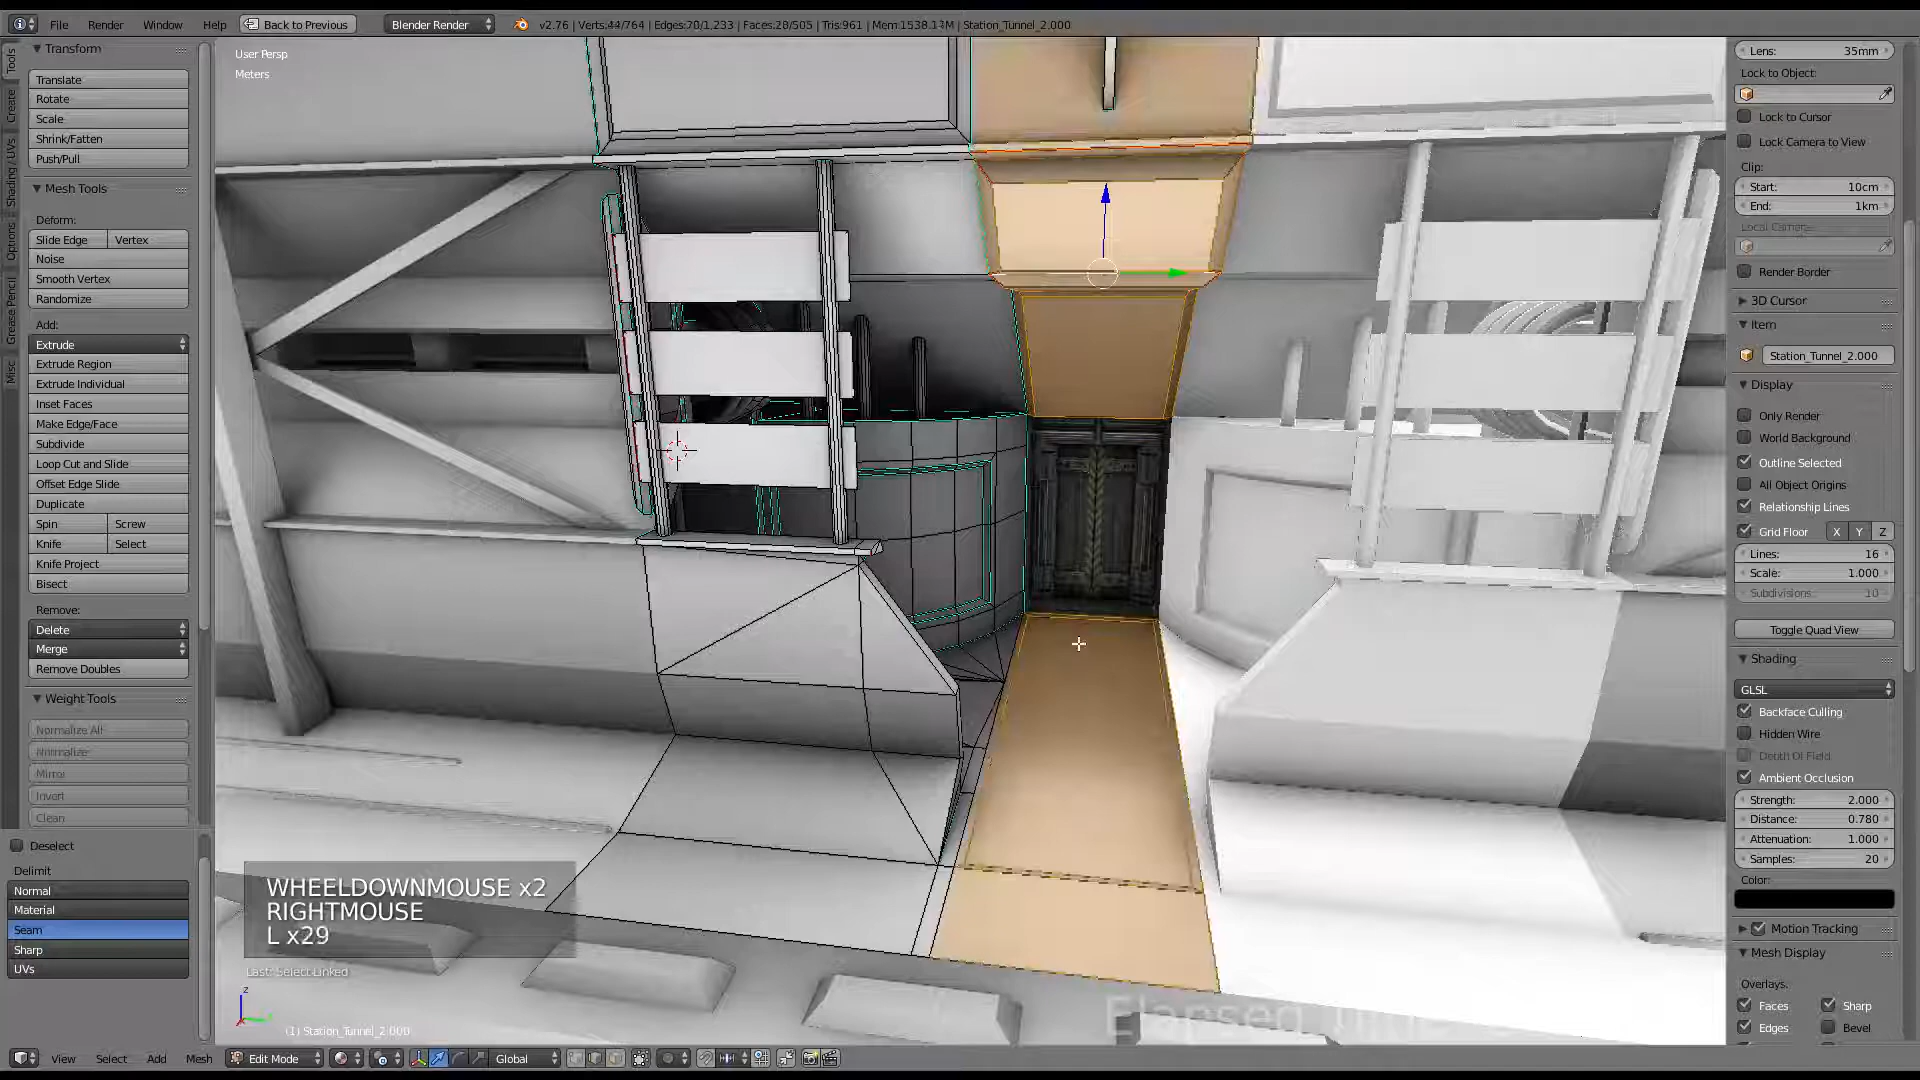 File Render Window Help Back to Previous Blender Render v2.76 | Verts:44/764 | Edges:70/1,233 | Faces:28/505 | Tris:961 | Mem:1538.13M | Station_Tunnel_2.000
Tools
Create
Shading / UVs
Options
Grease Pencil
Misc
Transform
Translate
Rotate
Scale
Shrink/Fatten
Push/Pull
Mesh Tools
Deform:
Slide Edge Vertex
Noise
Smooth Vertex
Randomize
Add:
Extrude
Extrude Region
Extrude Individual
Inset Faces
Make Edge/Face
Subdivide
Loop Cut and Slide
Offset Edge Slide
Duplicate
Spin Screw
Knife Select
Knife Project
Bisect
Remove:
Delete
Merge
Remove Doubles
Weight Tools
Normalize All
Normalize
Mirror
Invert
Clean
Deselect
Delimit
Normal
Material
Seam
Sharp
UVs
User Persp
Meters
WHEELDOWNMOUSE x2
RIGHTMOUSE
L x29
Last: Select Linked
z
(1) Station_Tunnel_2.000
Elapsed
Lens: 35mm
Lock to Object:
Lock to Cursor
Lock Camera to View
Clip:
Start: 10cm
End: 1km
Local Camera:
Render Border
3D Cursor
Item
Station_Tunnel_2.000
Display
Only Render
World Background
Outline Selected
All Object Origins
Relationship Lines
Grid Floor X Y Z
Lines: 16
Scale: 1.000
Subdivisions: 10
Toggle Quad View
Shading
GLSL
Backface Culling
Hidden Wire
Depth Of Field
Ambient Occlusion
Strength: 2.000
Distance: 0.780
Attenuation: 1.000
Samples: 20
Color:
Motion Tracking
Mesh Display
Overlays:
Faces Sharp
Edges Bevel
View Select Add Mesh Edit Mode Global